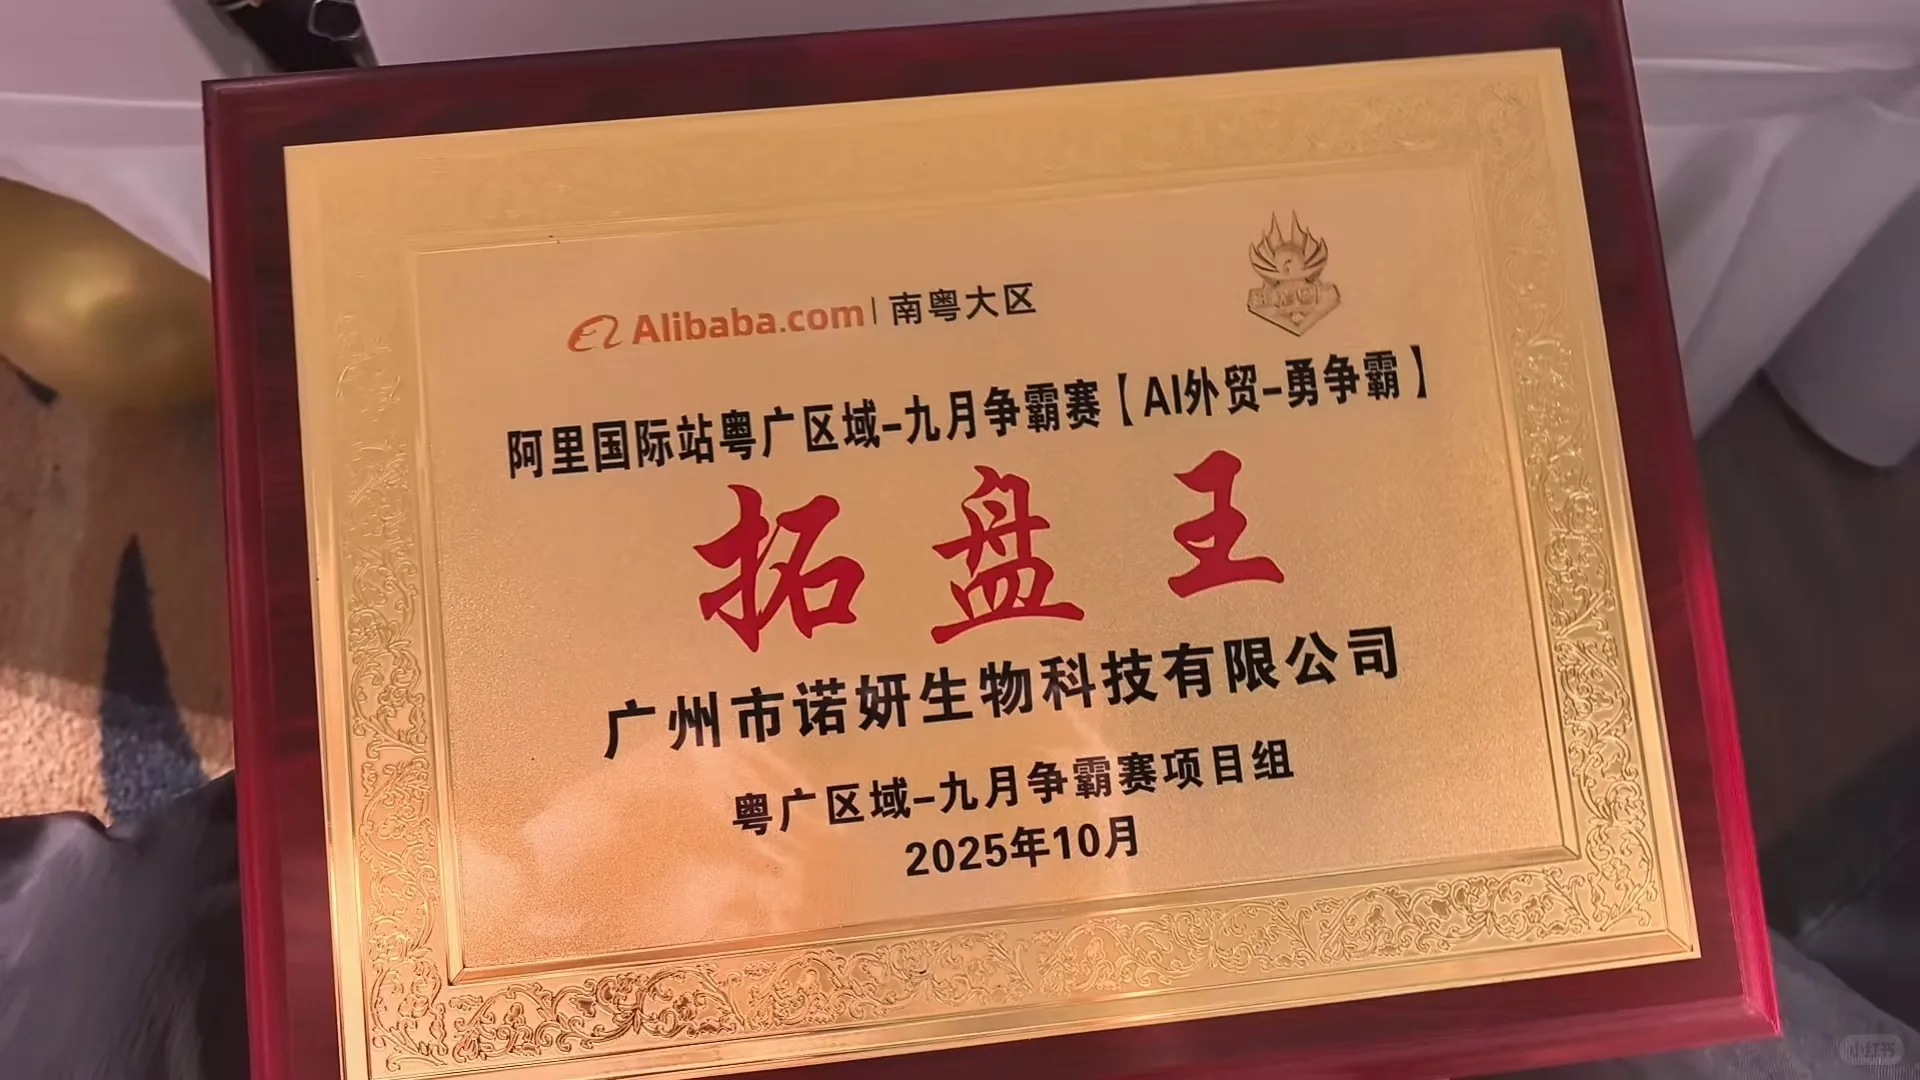 Alibaba.com | 南粤大区
阿里国际站粤广区域-九月争霸赛【AI外贸-勇争霸】
拓盘王
广州市诺妍生物科技有限公司
粤广区域-九月争霸赛项目组
2025年10月
小红书